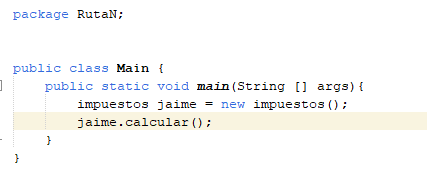 package RutaN;
public class Main {
public static void main(String [] args){
impuestos jaime = new impuestos();
jaime.calcular();
}
}